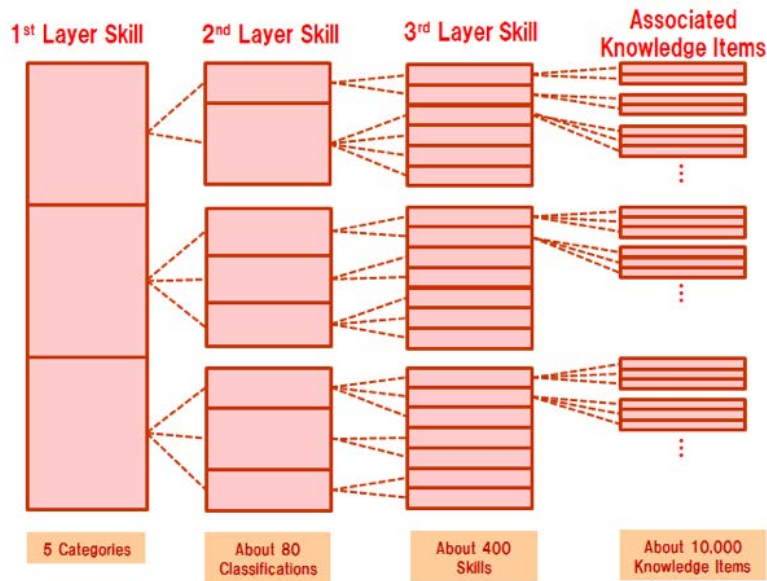 1st Layer Skill
2nd Layer Skill
3rd Layer Skill
Associated
Knowledge Items
5 Categories
About 80
Classifications
About 400
Skills
About 10,000
Knowledge Items